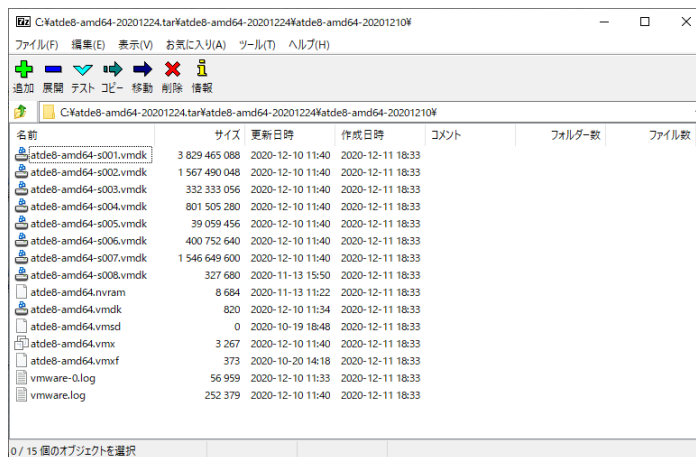 C:¥atde8-amd64-20201224.tar¥atde8-amd64-20201224¥atde8-amd64-20201210¥
ファイル(F) 編集(E) 表示(V) お気に入り(A) ツール(T) ヘルプ(H)
追加 展開 テスト コピー 移動 削除 情報
C:¥atde8-amd64-20201224.tar¥atde8-amd64-20201224¥atde8-amd64-20201210¥
名前 サイズ 更新日時 作成日時 コメント フォルダー数 ファイル数
atde8-amd64-s001.vmdk 3 829 465 088 2020-12-10 11:40 2020-12-11 18:33
atde8-amd64-s002.vmdk 1 567 490 048 2020-12-10 11:40 2020-12-11 18:33
atde8-amd64-s003.vmdk 332 333 056 2020-12-10 11:40 2020-12-11 18:33
atde8-amd64-s004.vmdk 801 505 280 2020-12-10 11:40 2020-12-11 18:33
atde8-amd64-s005.vmdk 39 059 456 2020-12-10 11:40 2020-12-11 18:33
atde8-amd64-s006.vmdk 400 752 640 2020-12-10 11:40 2020-12-11 18:33
atde8-amd64-s007.vmdk 1 546 649 600 2020-12-10 11:40 2020-12-11 18:33
atde8-amd64-s008.vmdk 327 680 2020-11-13 15:50 2020-12-11 18:33
atde8-amd64.nvram 8 684 2020-11-13 11:22 2020-12-11 18:33
atde8-amd64.vmdk 820 2020-12-10 11:34 2020-12-11 18:33
atde8-amd64.vmsd 0 2020-10-19 18:48 2020-12-11 18:33
atde8-amd64.vmx 3 267 2020-12-10 11:40 2020-12-11 18:33
atde8-amd64.vmxf 373 2020-10-20 14:18 2020-12-11 18:33
vmware-0.log 56 959 2020-12-10 11:33 2020-12-11 18:33
vmware.log 252 379 2020-12-10 11:40 2020-12-11 18:33
0 / 15 個のオブジェクトを選択